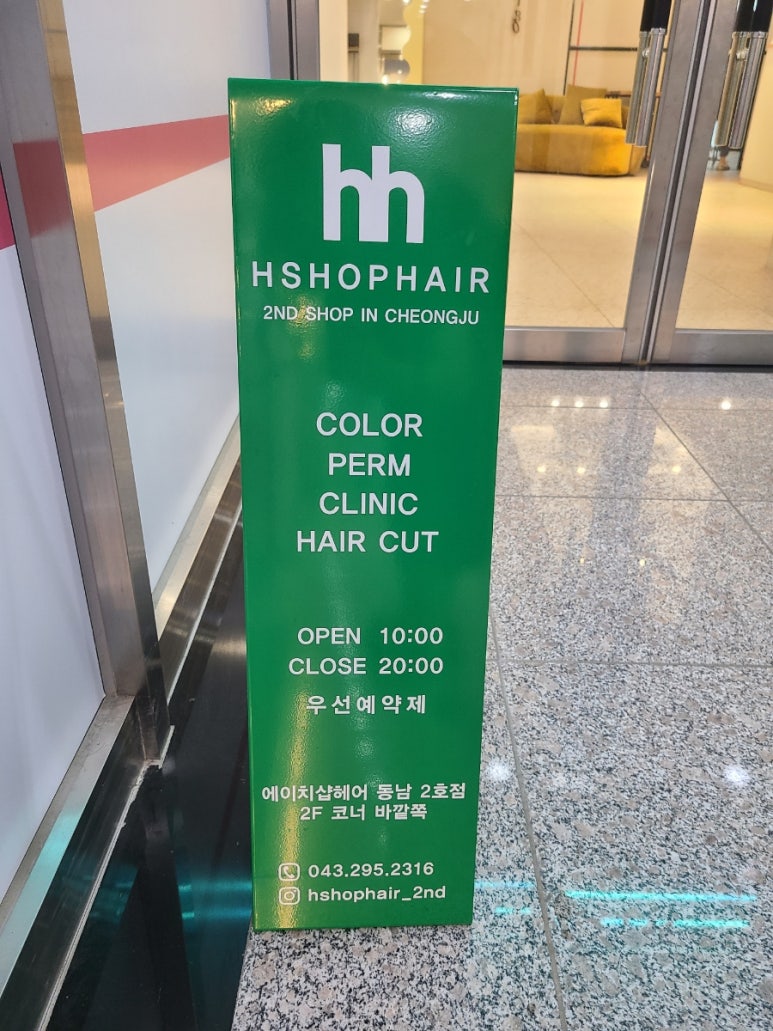 hh
HSHOPHAIR
2ND SHOP IN CHEONGJU
COLOR
PERM
CLINIC
HAIR CUT
OPEN 10:00
CLOSE 20:00
우선예약제
에이치샵헤어 동남 2호점
2F 코너 바깥쪽
043.295.2316
hshophair_2nd